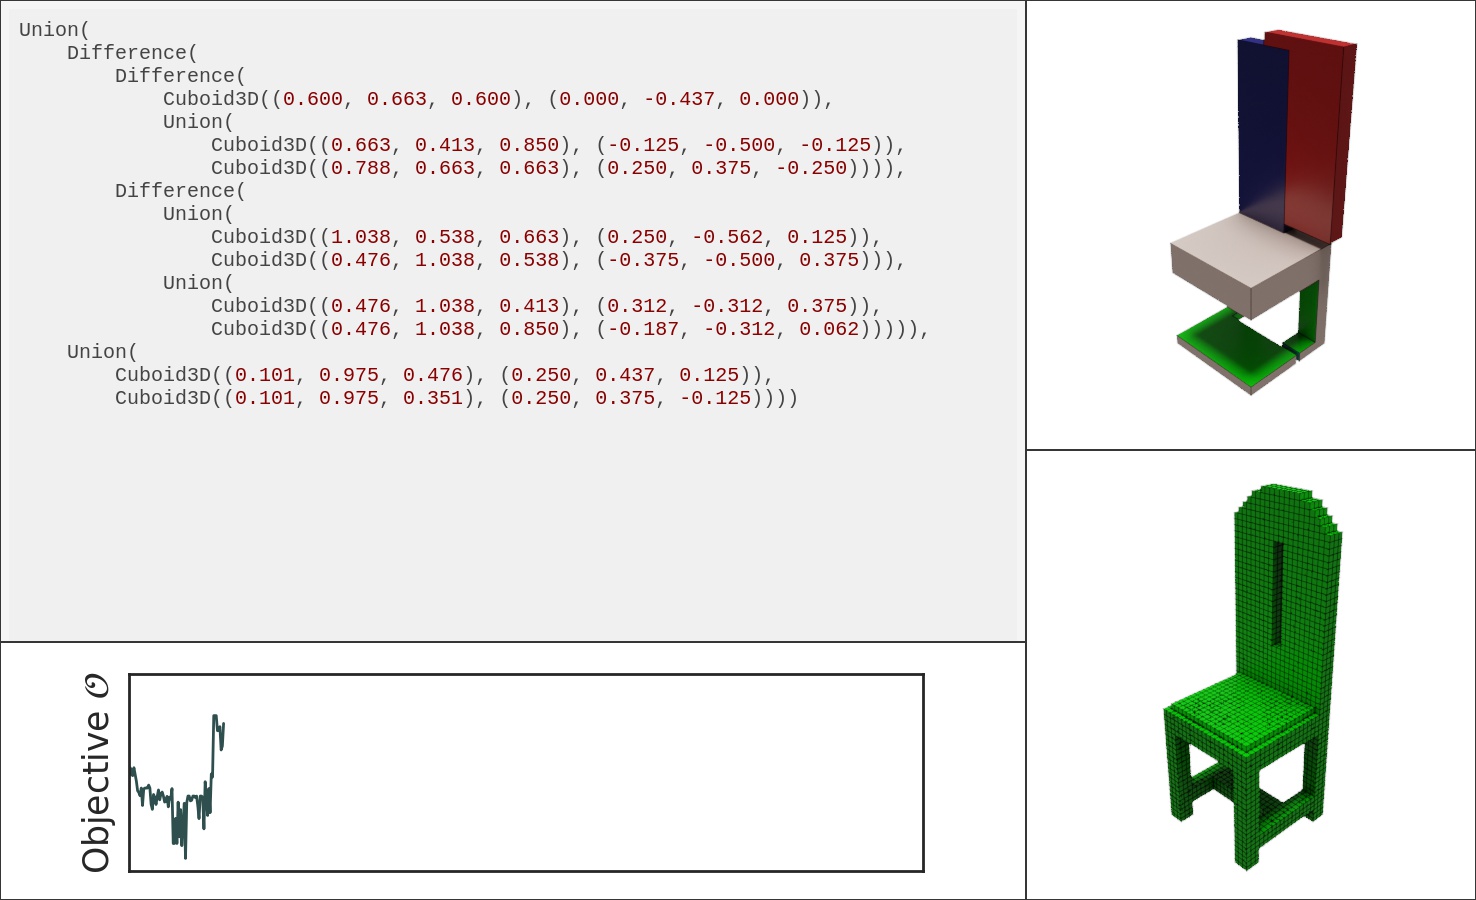 Union(
    Difference(
        Difference(
            Cuboid3D((0.600, 0.663, 0.600), (0.000, -0.437, 0.000)),
            Union(
                Cuboid3D((0.663, 0.413, 0.850), (-0.125, -0.500, -0.125)),
                Cuboid3D((0.788, 0.663, 0.663), (0.250, 0.375, -0.250)))),
        Difference(
            Union(
                Cuboid3D((1.038, 0.538, 0.663), (0.250, -0.562, 0.125)),
                Cuboid3D((0.476, 1.038, 0.538), (-0.375, -0.500, 0.375))),
            Union(
                Cuboid3D((0.476, 1.038, 0.413), (0.312, -0.312, 0.375)),
                Cuboid3D((0.476, 1.038, 0.850), (-0.187, -0.312, 0.062))))),
    Union(
        Cuboid3D((0.101, 0.975, 0.476), (0.250, 0.437, 0.125)),
        Cuboid3D((0.101, 0.975, 0.351), (0.250, 0.375, -0.125))))
Objective 𝒪